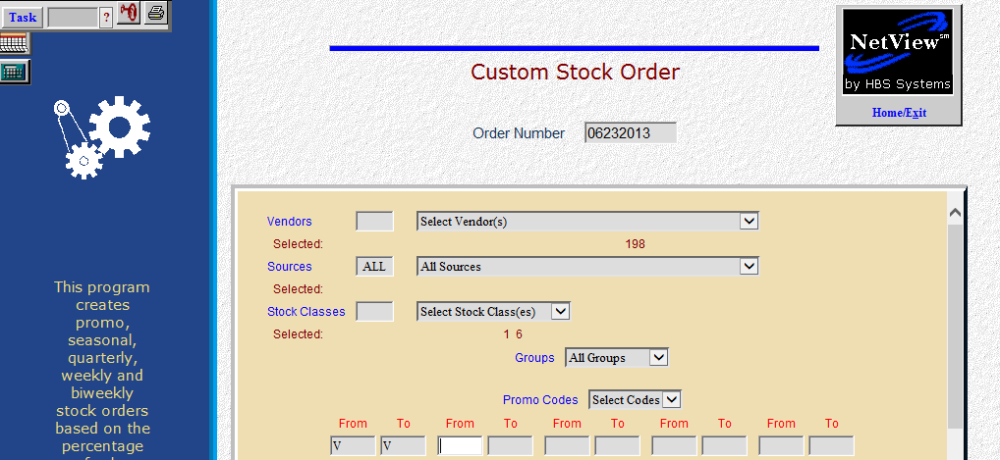 Task ?
NetView SM
by HBS Systems
Home/Exit
Custom Stock Order
Order Number 06232013
This program
creates
promo,
seasonal,
quarterly,
weekly and
biweekly
stock orders
based on the
percentage
Vendors Select Vendor(s)
Selected: 198
Sources ALL All Sources
Selected:
Stock Classes Select Stock Class(es)
Selected: 1 6
Groups All Groups
Promo Codes Select Codes
From To From To From To From To From To
V V